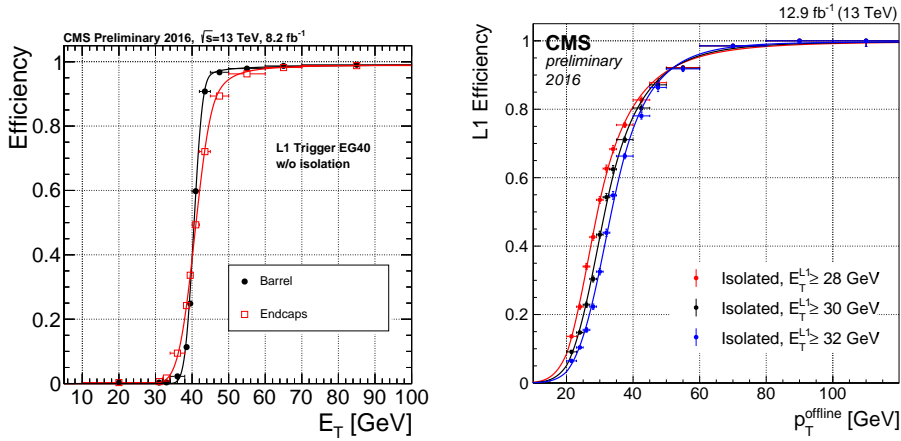 CMS Preliminary 2016, √s=13 TeV, 8.2 fb⁻¹
Efficiency
1
0.8
0.6
0.4
0.2
0
L1 Trigger EG40
w/o isolation
Barrel
Endcaps
10 20 30 40 50 60 70 80 90 100
E_T [GeV]
12.9 fb⁻¹ (13 TeV)
L1 Efficiency
1.0
0.8
0.6
0.4
0.2
0.0
CMS
preliminary
2016
Isolated, E_T^L1 ≥ 28 GeV
Isolated, E_T^L1 ≥ 30 GeV
Isolated, E_T^L1 ≥ 32 GeV
20 40 60 80 100
p_T^offline [GeV]